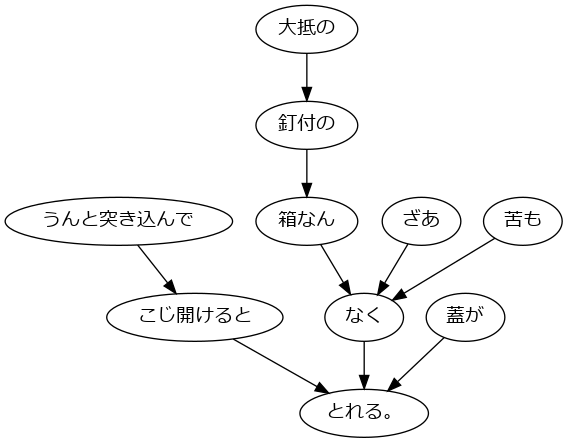 大抵の
釘付の
うんと突き込んで
箱なん
ざあ
苦も
こじ開けると
なく
蓋が
とれる。